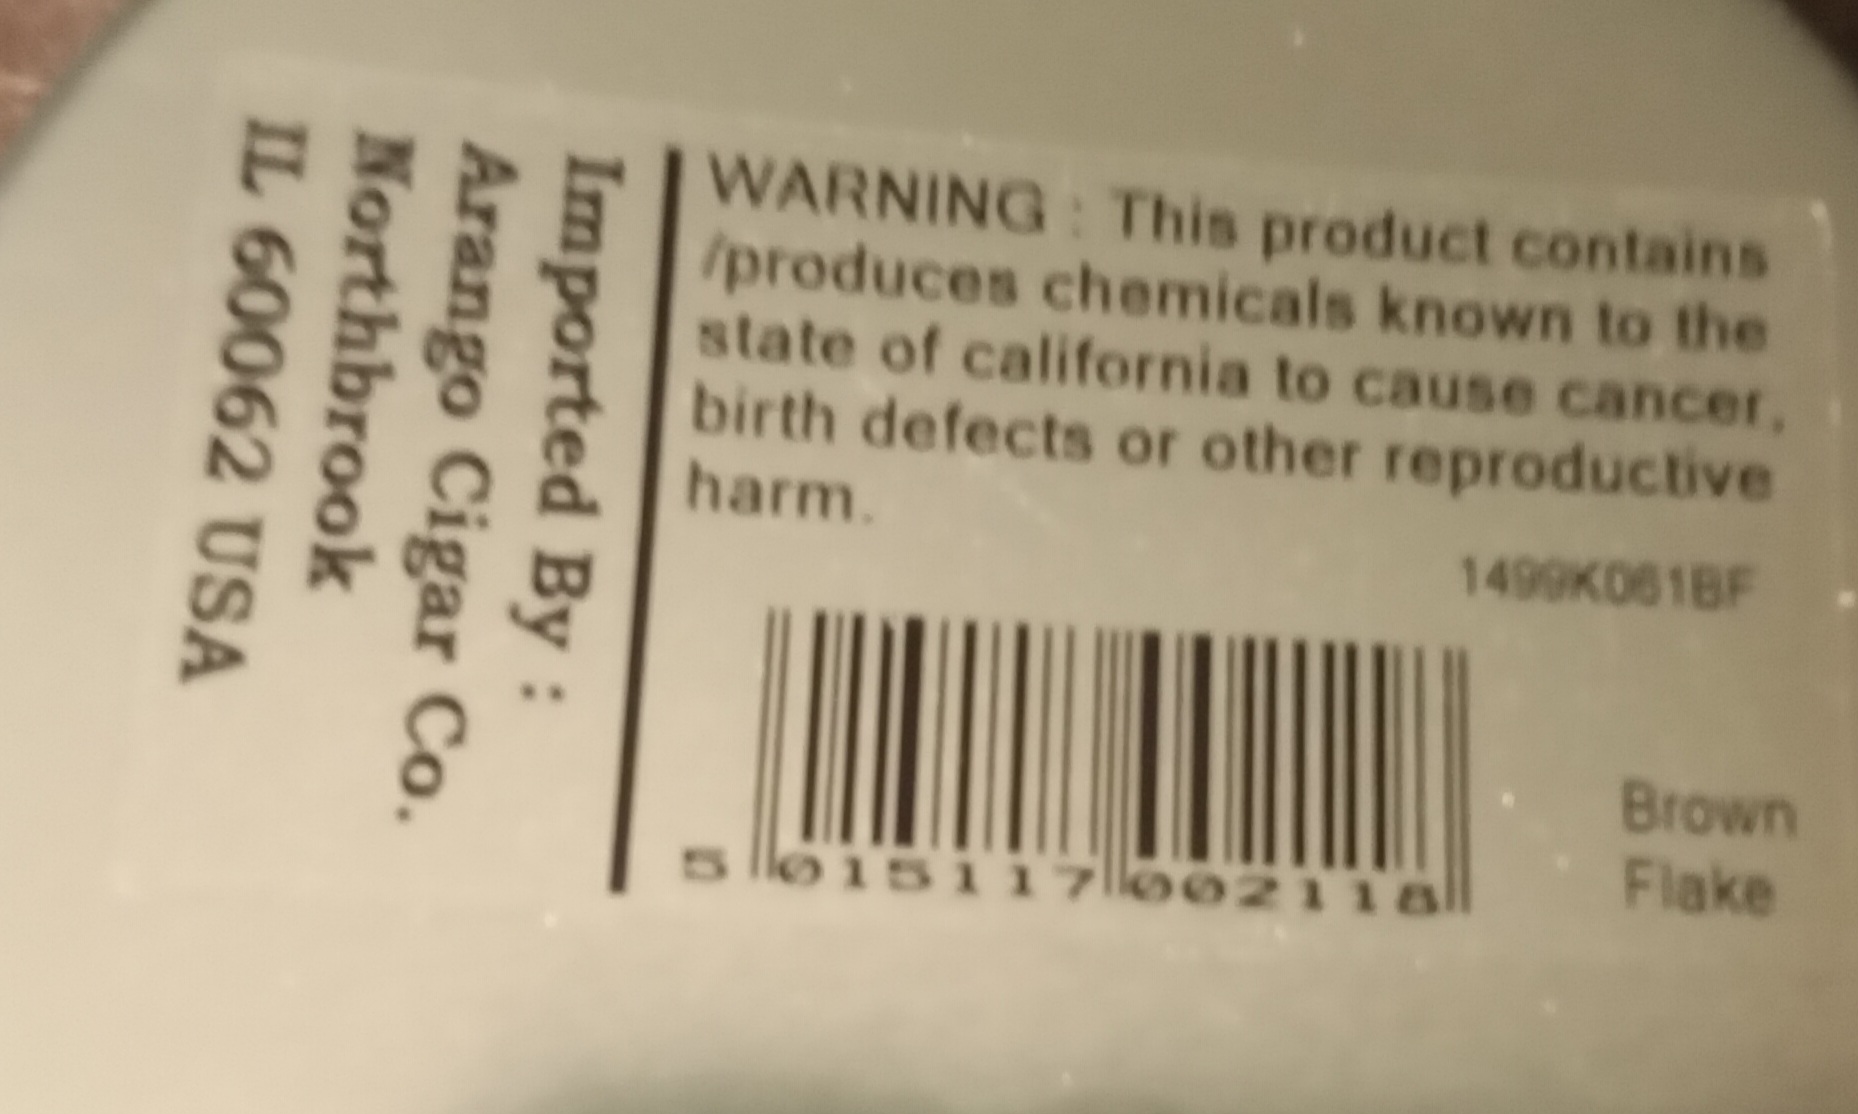 WARNING : This product contains
/produces chemicals known to the
state of california to cause cancer,
birth defects or other reproductive
harm.
1499K061BF
5 015117 002118
Brown
Flake
Imported By :
Arango Cigar Co.
Northbrook
IL 60062 USA